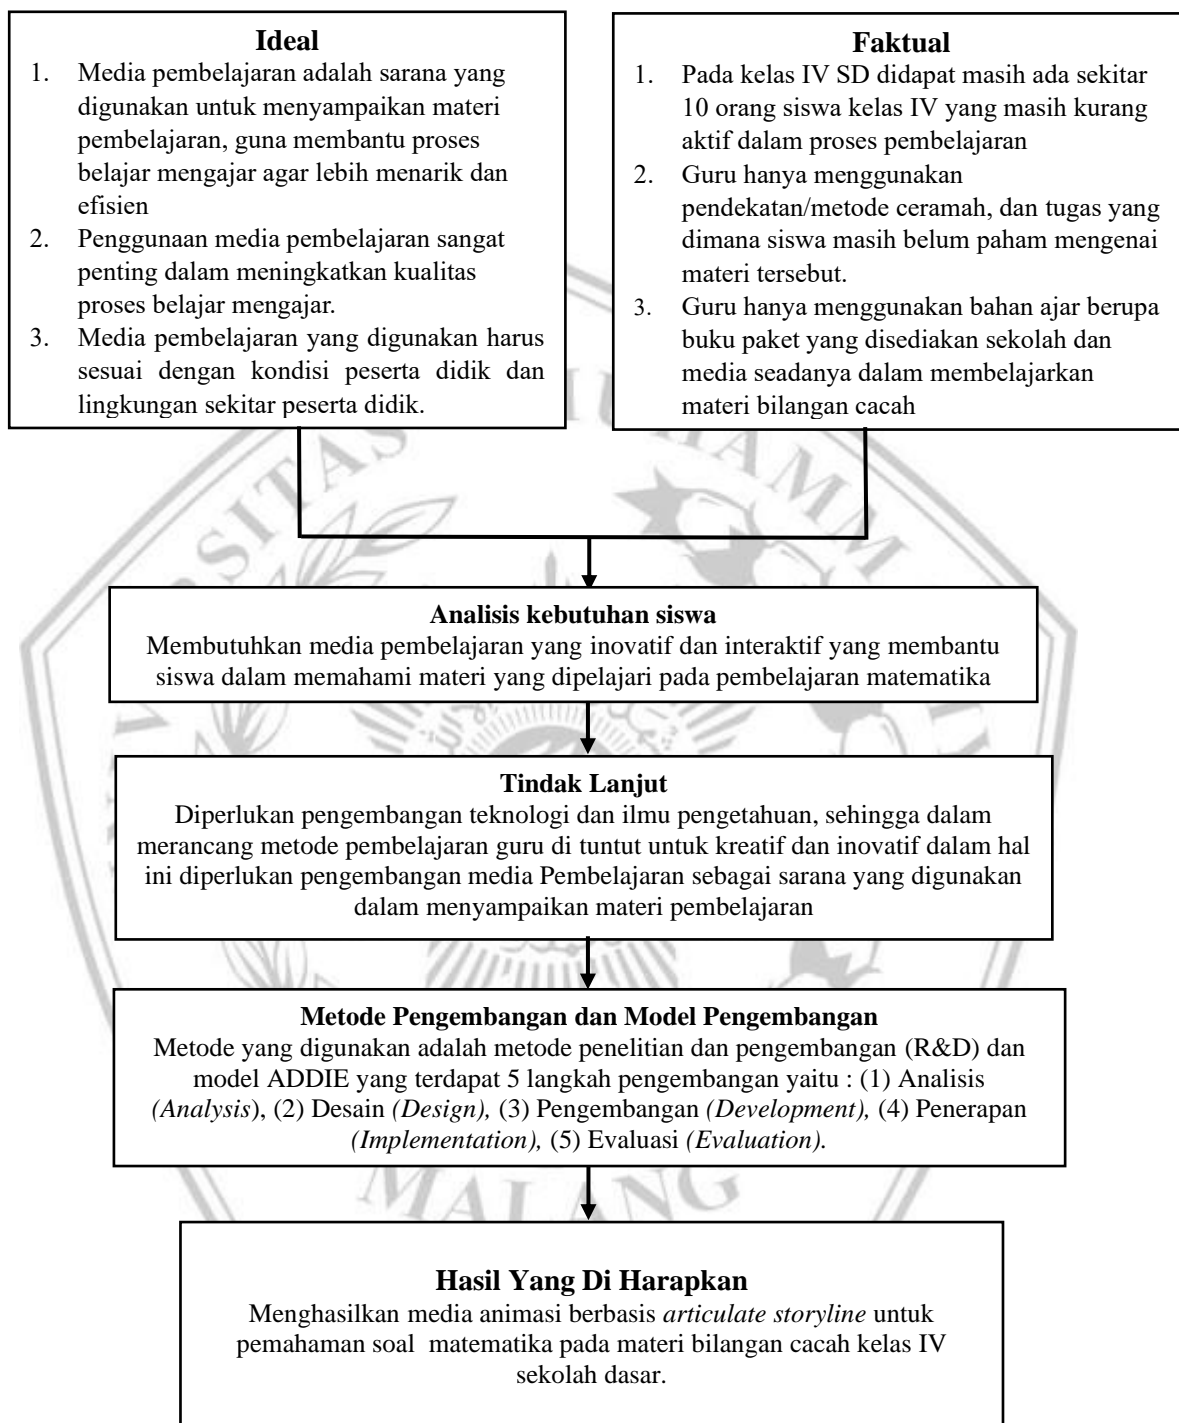 Ideal
1. Media pembelajaran adalah sarana yang
digunakan untuk menyampaikan materi
pembelajaran, guna membantu proses
belajar mengajar agar lebih menarik dan
efisien
2. Penggunaan media pembelajaran sangat
penting dalam meningkatkan kualitas
proses belajar mengajar.
3. Media pembelajaran yang digunakan harus
sesuai dengan kondisi peserta didik dan
lingkungan sekitar peserta didik.
Faktual
1. Pada kelas IV SD didapat masih ada sekitar
10 orang siswa kelas IV yang masih kurang
aktif dalam proses pembelajaran
2. Guru hanya menggunakan
pendekatan/metode ceramah, dan tugas yang
dimana siswa masih belum paham mengenai
materi tersebut.
3. Guru hanya menggunakan bahan ajar berupa
buku paket yang disediakan sekolah dan
media seadanya dalam membelajarkan
materi bilangan cacah
Analisis kebutuhan siswa
Membutuhkan media pembelajaran yang inovatif dan interaktif yang membantu
siswa dalam memahami materi yang dipelajari pada pembelajaran matematika
Tindak Lanjut
Diperlukan pengembangan teknologi dan ilmu pengetahuan, sehingga dalam
merancang metode pembelajaran guru di tuntut untuk kreatif dan inovatif dalam hal
ini diperlukan pengembangan media Pembelajaran sebagai sarana yang digunakan
dalam menyampaikan materi pembelajaran
Metode Pengembangan dan Model Pengembangan
Metode yang digunakan adalah metode penelitian dan pengembangan (R&D) dan
model ADDIE yang terdapat 5 langkah pengembangan yaitu : (1) Analisis
(Analysis), (2) Desain (Design), (3) Pengembangan (Development), (4) Penerapan
(Implementation), (5) Evaluasi (Evaluation).
MALANG
Hasil Yang Di Harapkan
Menghasilkan media animasi berbasis articulate storyline untuk
pemahaman soal matematika pada materi bilangan cacah kelas IV
sekolah dasar.